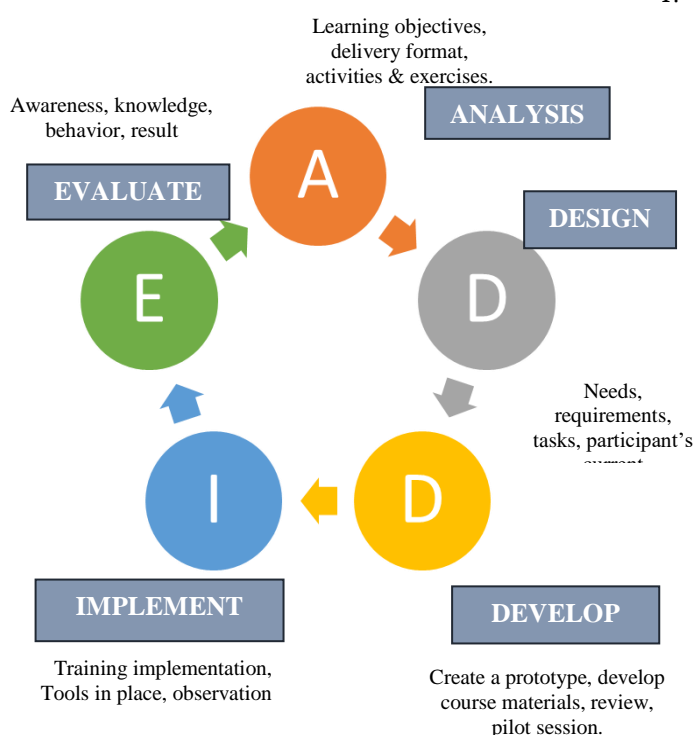 Learning objectives,
delivery format,
activities & exercises.
ANALYSIS
A
Awareness, knowledge,
behavior, result
EVALUATE
E
DESIGN
D
Needs,
requirements,
tasks, participant's
current
D
DEVELOP
Create a prototype, develop
course materials, review,
pilot session.
I
IMPLEMENT
Training implementation,
Tools in place, observation